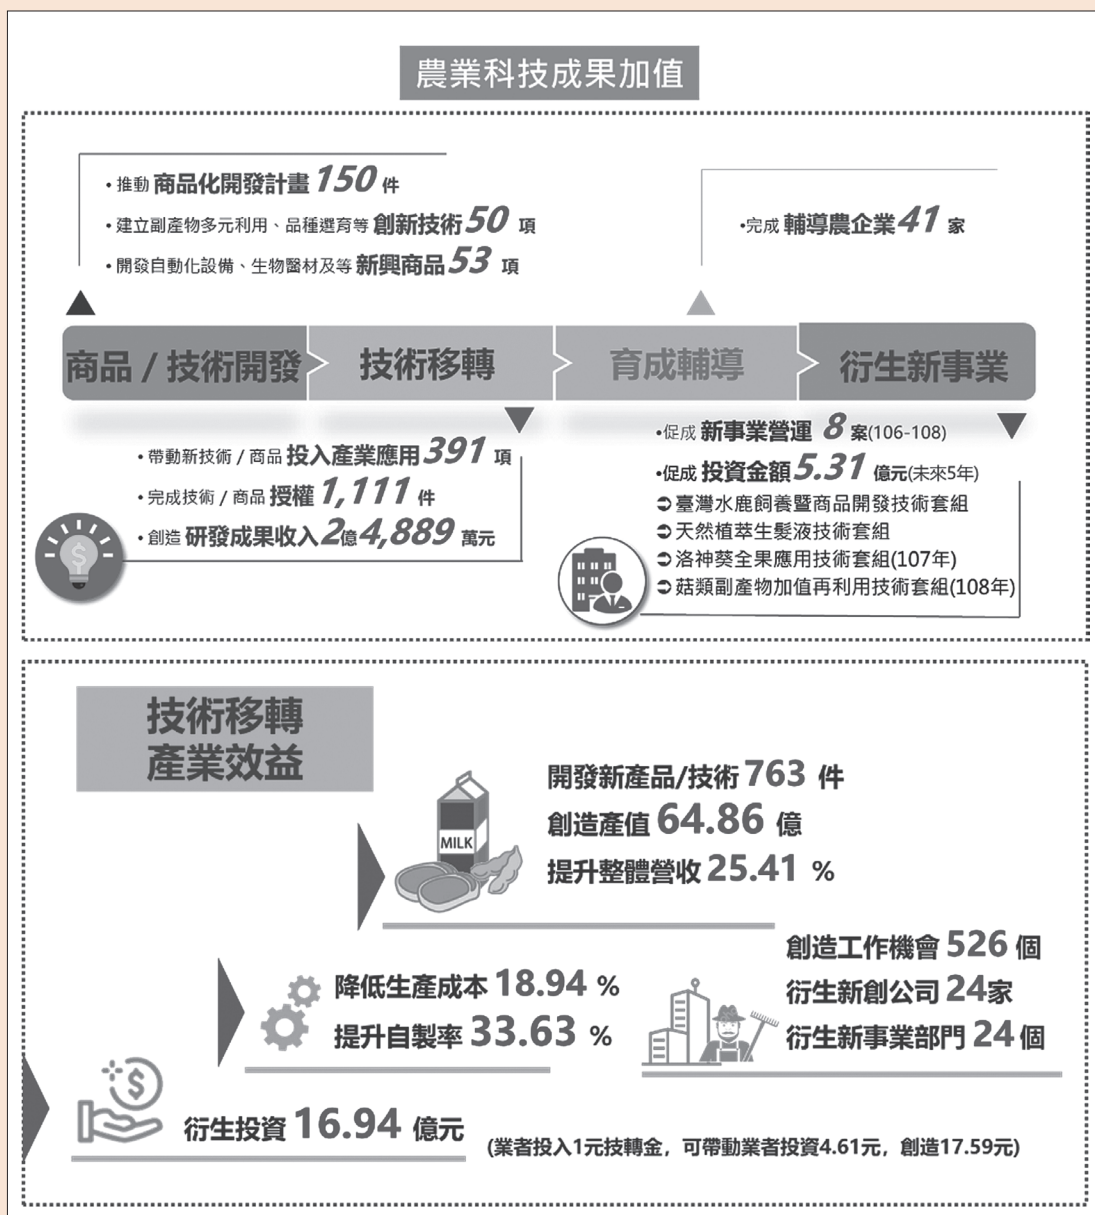 農業科技成果加值
•推動 商品化開發計畫 150 件
•建立副產物多元利用、品種選育等 創新技術 50 項
•開發自動化設備、生物醫材及等 新興商品 53 項
•完成 輔導農企業 41 家
商品 / 技術開發
技術移轉
育成輔導
衍生新事業
•帶動新技術 / 商品 投入產業應用 391 項
•完成技術 / 商品 授權 1,111 件
•創造 研發成果收入 2億 4,889 萬元
$
•促成 新事業營運 8 案(106-108)
•促成 投資金額 5.31 億元(未來5年)
➲臺灣水鹿飼養暨商品開發技術套組
➲天然植萃生髮液技術套組
➲洛神葵全果應用技術套組(107年)
➲菇類副產物加值再利用技術套組(108年)
技術移轉
產業效益
MILK
開發新產品/技術 763 件
創造產值 64.86 億
提升整體營收 25.41 %
降低生產成本 18.94 %
提升自製率 33.63 %
創造工作機會 526 個
衍生新創公司 24家
衍生新事業部門 24 個
$
衍生投資 16.94 億元
(業者投入1元技轉金，可帶動業者投資4.61元，創造17.59元)